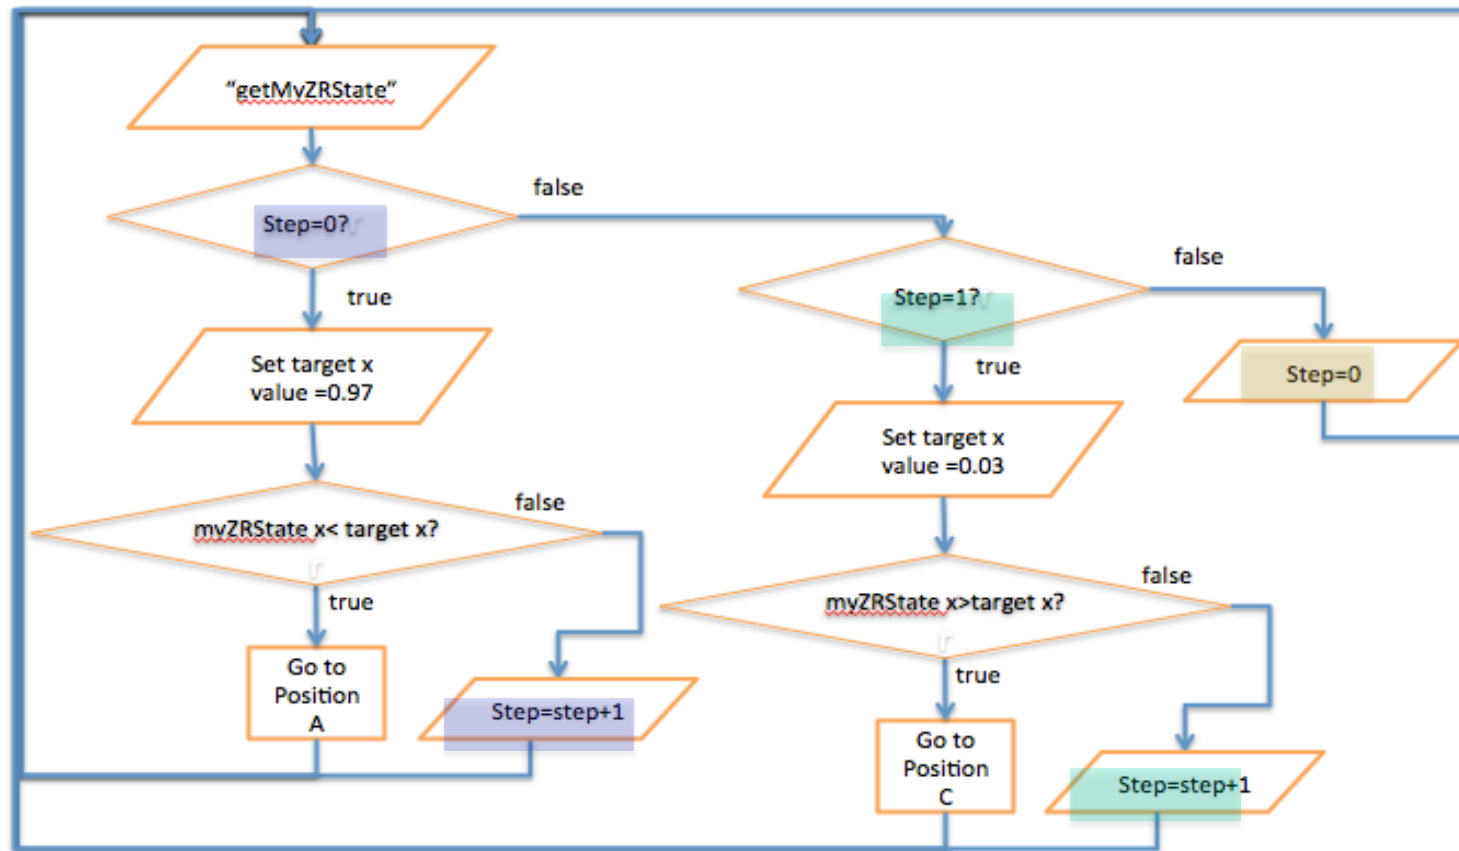 “getMyZRState”
false
Step=0?
false
true
Step=1?
Set target x
value =0.97
true
Step=0
Set target x
value =0.03
false
myZRState x< target x?
false
true
myZRState x>target x?
Go to
Position
A
true
Step=step+1
Go to
Position
C
Step=step+1